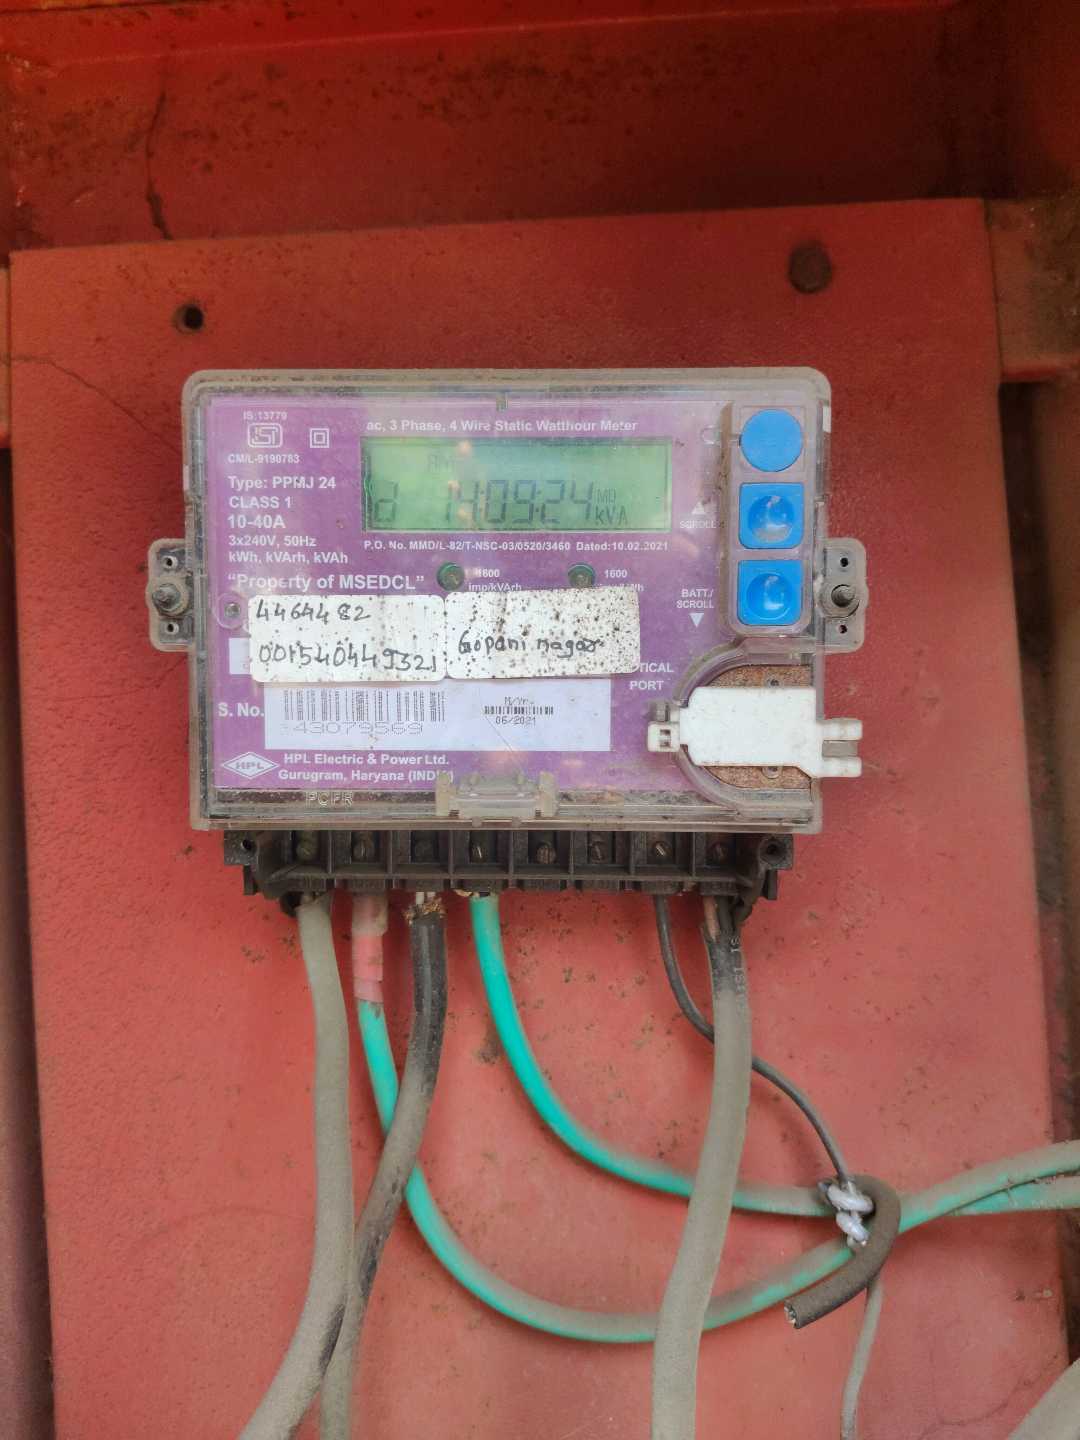 IS:13779
ISI
CM/L-9190783
Type: PPMJ 24
CLASS 1
10-40A
3x240V, 50Hz
kWh, kVArh, kVAh
"Property of MSEDCL"
ac, 3 Phase, 4 Wire Static Watthour Meter
d 14:09:24 MD
kVA
P.O. No. MMD/L-82/T-NSC-03/0520/3460 Dated:10.02.2021
1600
imp/kVArh
1600
SCROLL
BATT./
SCROLL
4464482
001540449321
Gopani nagar
PORT
S. No.
43079569
06/2021
HPL
HPL Electric & Power Ltd.
Gurugram, Haryana (INDIA)